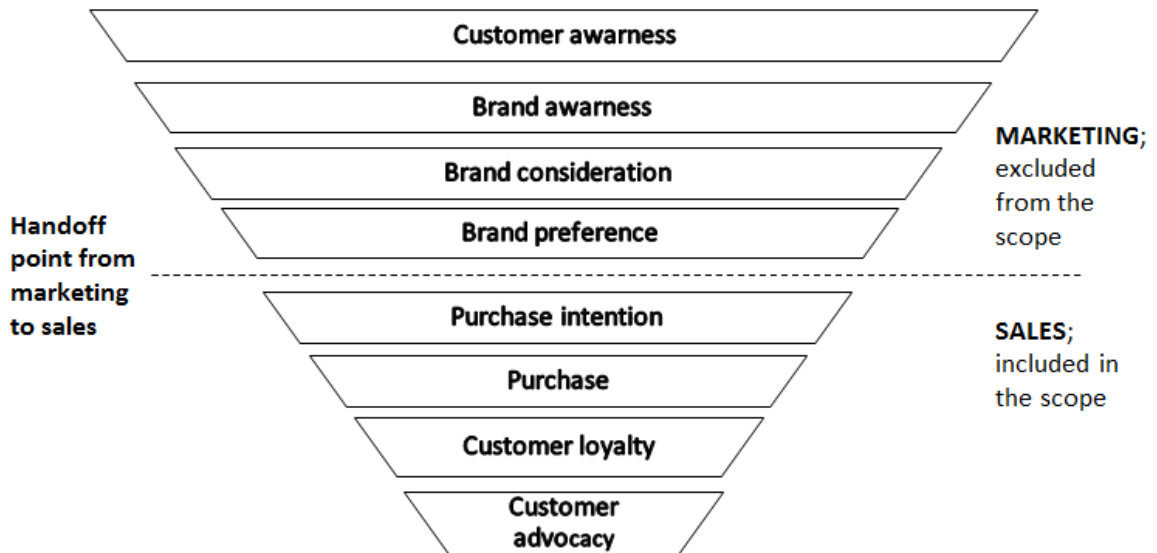 Customer awarness
Brand awarness
Brand consideration
Brand preference
MARKETING;
excluded
from the
scope
Handoff
point from
marketing
to sales
Purchase intention
Purchase
Customer loyalty
Customer
advocacy
SALES;
included in
the scope